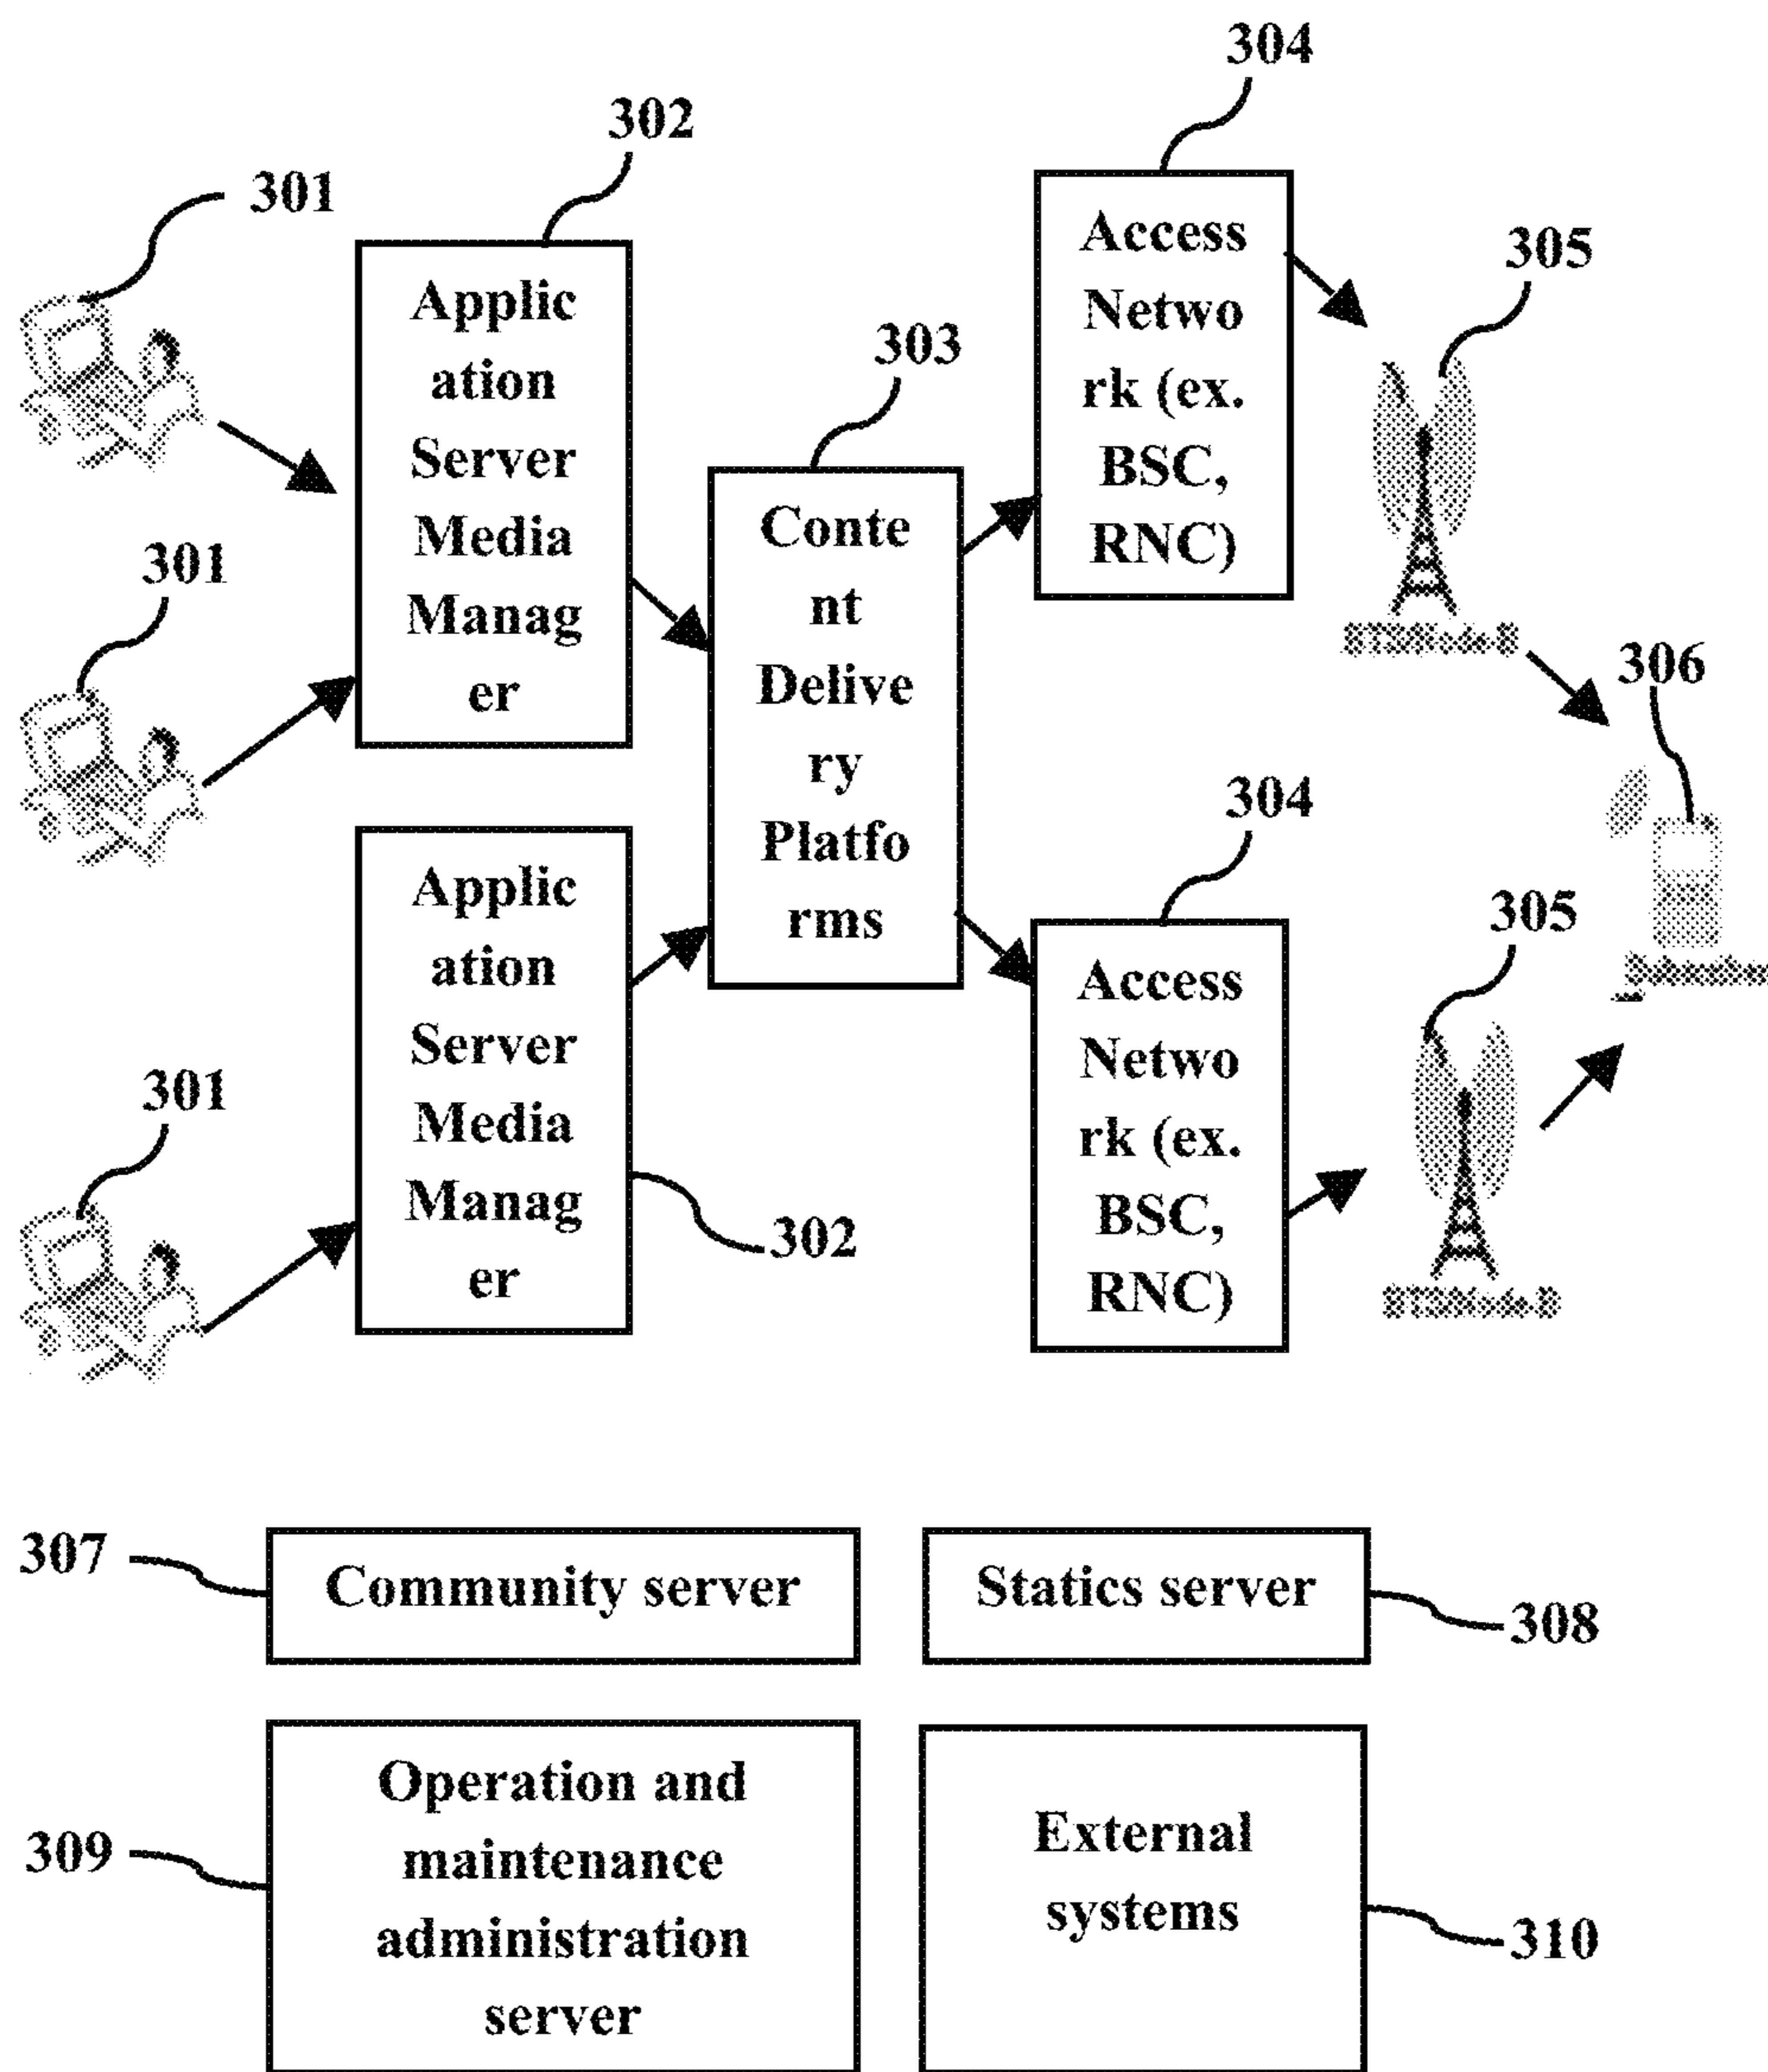 304
302
301
Applic
ation
Server
Media
Manag
er
Access
Netwo
rk (ex.
BSC,
RNC)
305
303
Conte
nt
Delive
ry
Platfo
rms
301
306
304
Applic
ation
Server
Media
Manag
er
305
Access
Netwo
rk (ex.
BSC,
RNC)
301
302
307
Community server
Statics server
308
309
Operation and
maintenance
administration
server
External
systems
310